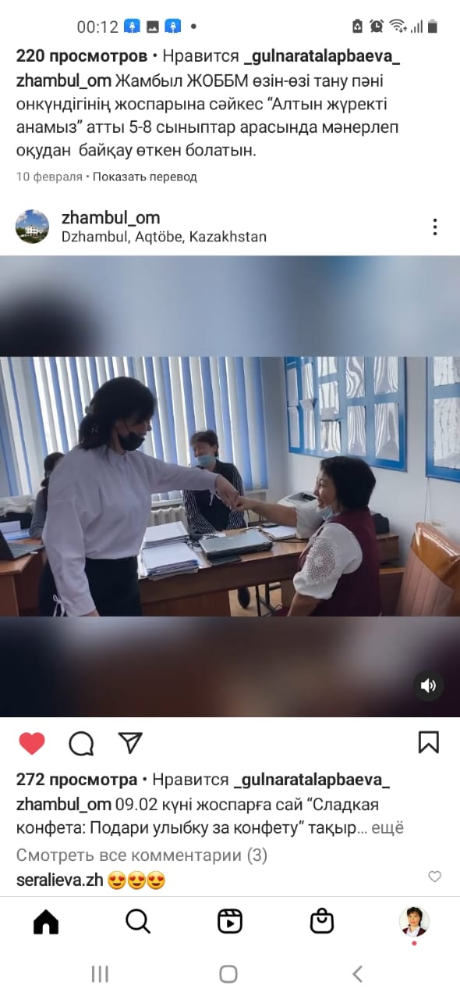 00:12
220 просмотров • Нравится _gulnaratalapbaeva_
zhambul_om Жамбыл ЖОББМ өзін-өзі тану пәні
онкүндігінің жоспарына сәйкес “Алтын жүректі
анамыз” атты 5-8 сыныптар арасында мәнерлеп
оқудан байқау өткен болатын.
10 февраля • Показать перевод
zhambul_om
Dzhambul, Aqtöbe, Kazakhstan
272 просмотра • Нравится _gulnaratalapbaeva_
zhambul_om 09.02 күні жоспарға сай “Сладкая
конфета: Подари улыбку за конфету“ тақыр... ещё
Смотреть все комментарии (3)
seralieva.zh 😍😍😍